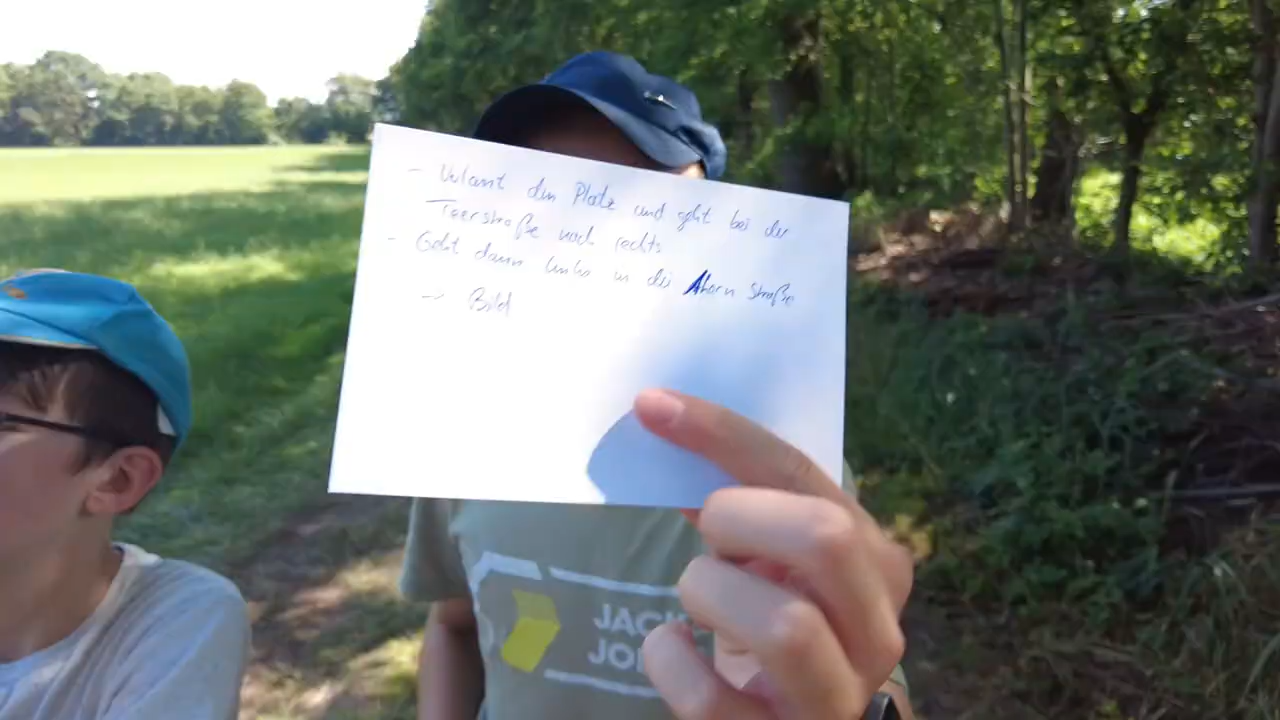 - Verlasst den Platz und geht bei der
Teerstraße nach rechts
- Geht dann links in die Ahorn Straße
-> Bild
JACK
JO